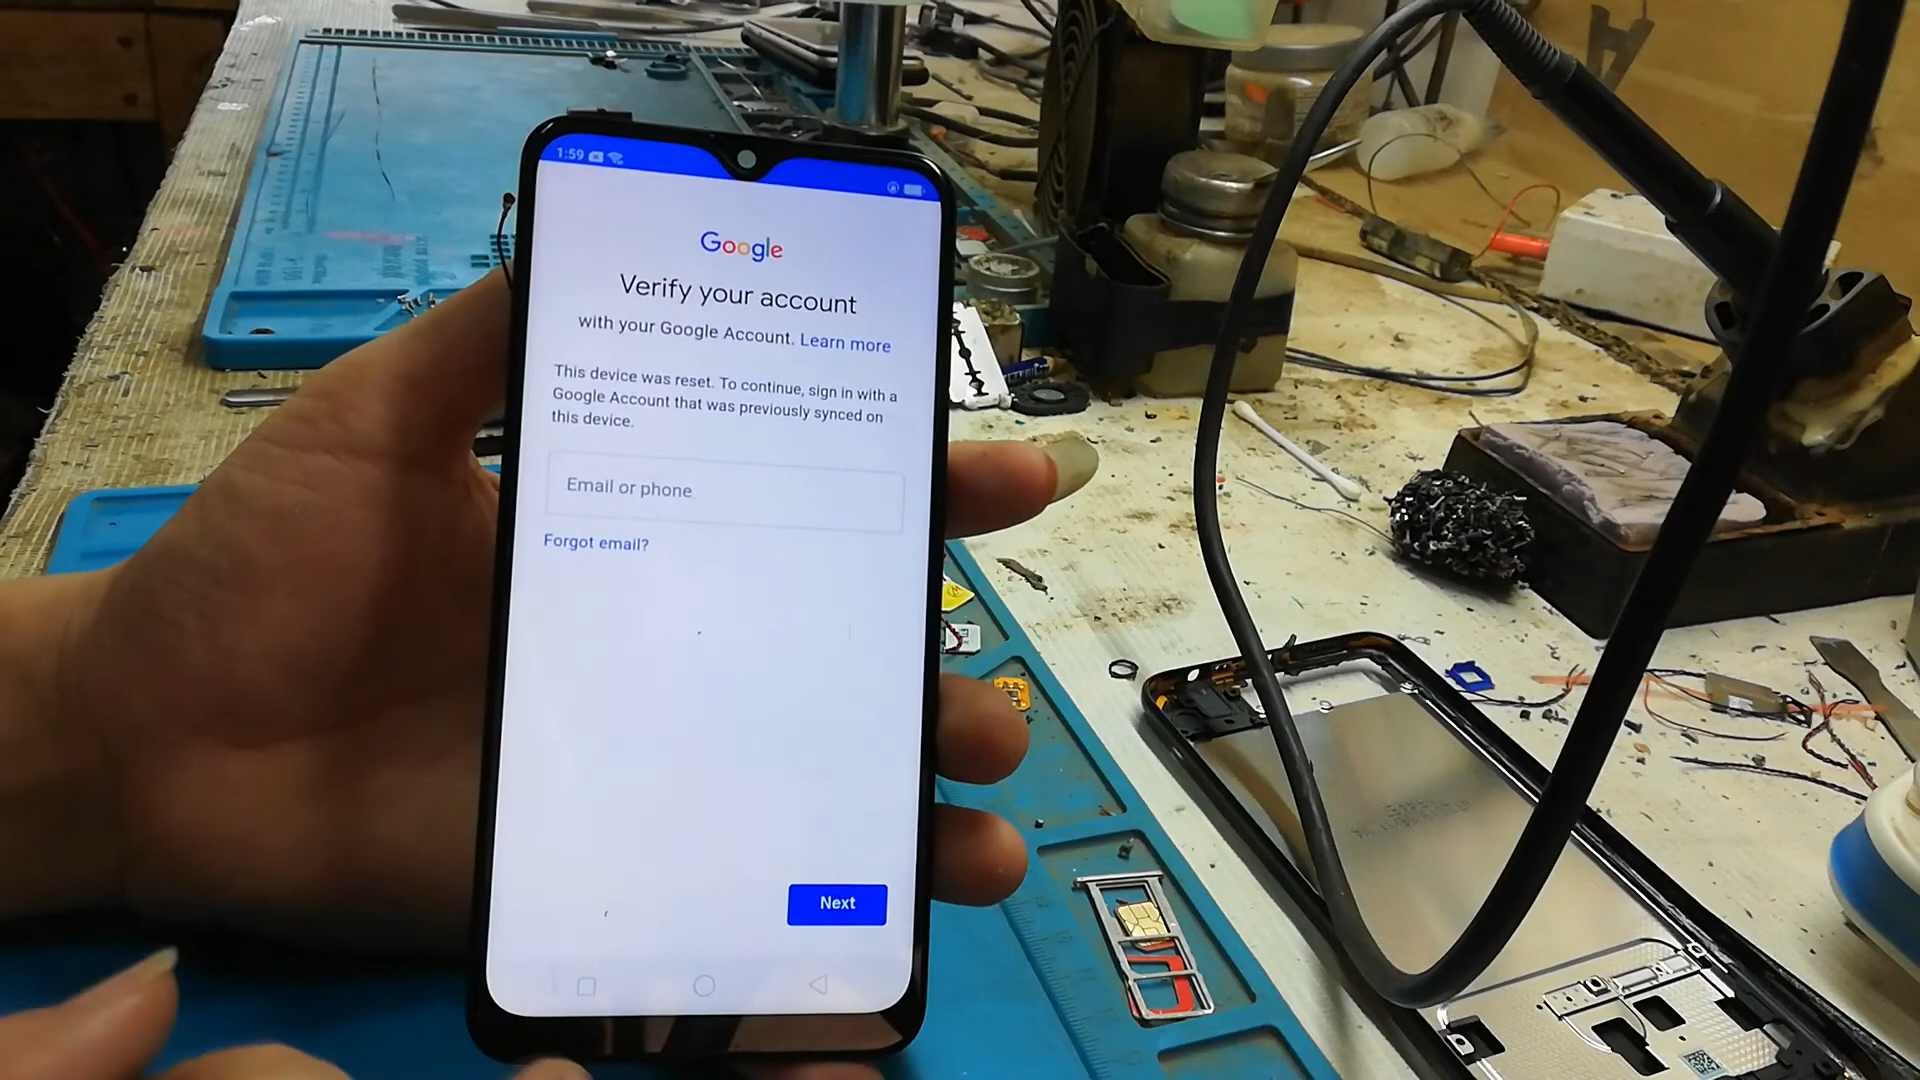 1:59
Google
Verify your account
with your Google Account. Learn more
This device was reset. To continue, sign in with a
Google Account that was previously synced on
this device.
Email or phone
Forgot email?
Next